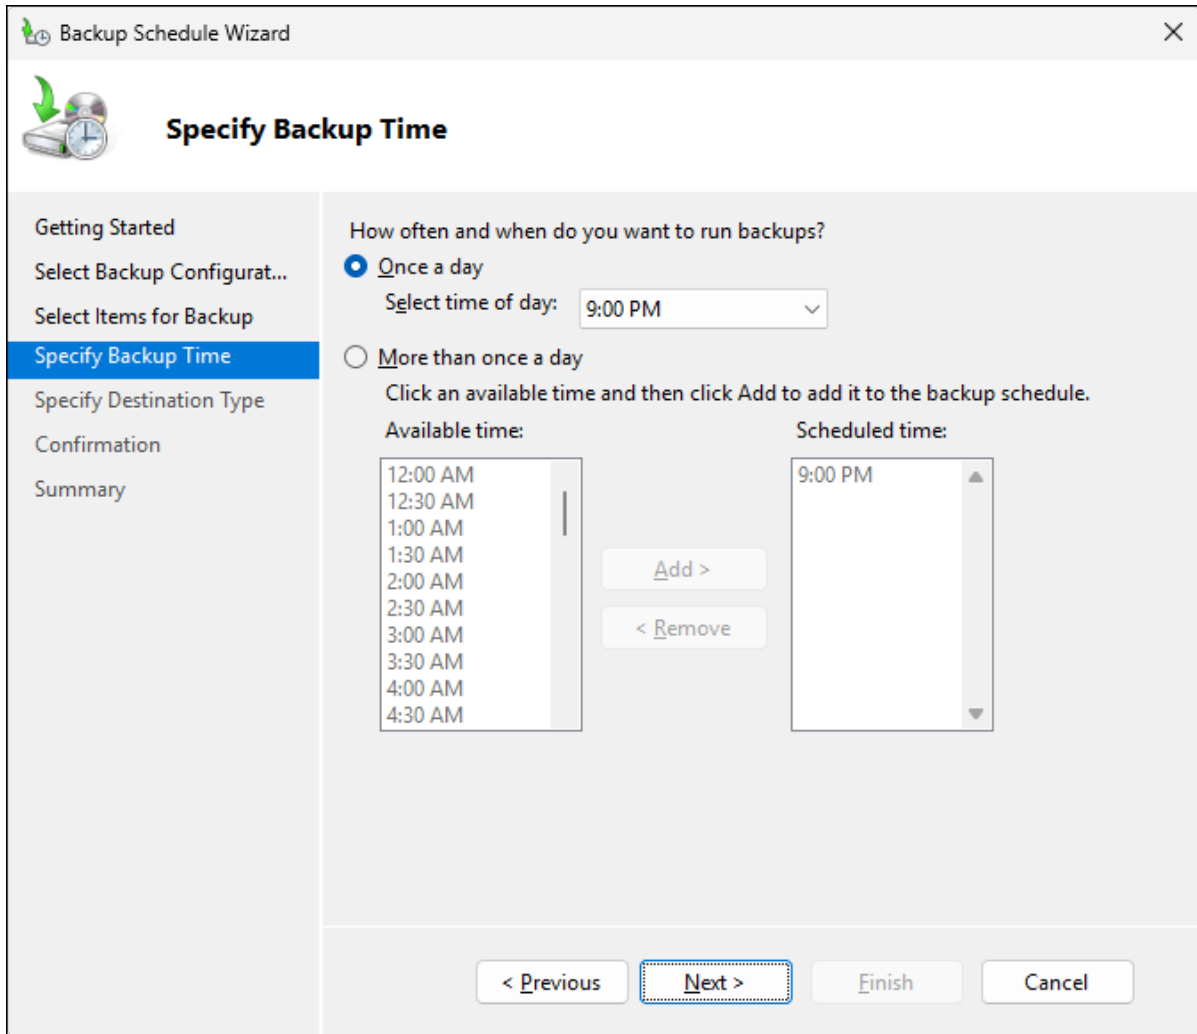 Backup Schedule Wizard
Specify Backup Time
Getting Started
Select Backup Configurat...
Select Items for Backup
Specify Backup Time
Specify Destination Type
Confirmation
Summary
How often and when do you want to run backups?
Once a day
Select time of day: 9:00 PM
More than once a day
Click an available time and then click Add to add it to the backup schedule.
Available time:
12:00 AM
12:30 AM
1:00 AM
1:30 AM
2:00 AM
2:30 AM
3:00 AM
3:30 AM
4:00 AM
4:30 AM
Add >
< Remove
Scheduled time:
9:00 PM
< Previous
Next >
Finish
Cancel